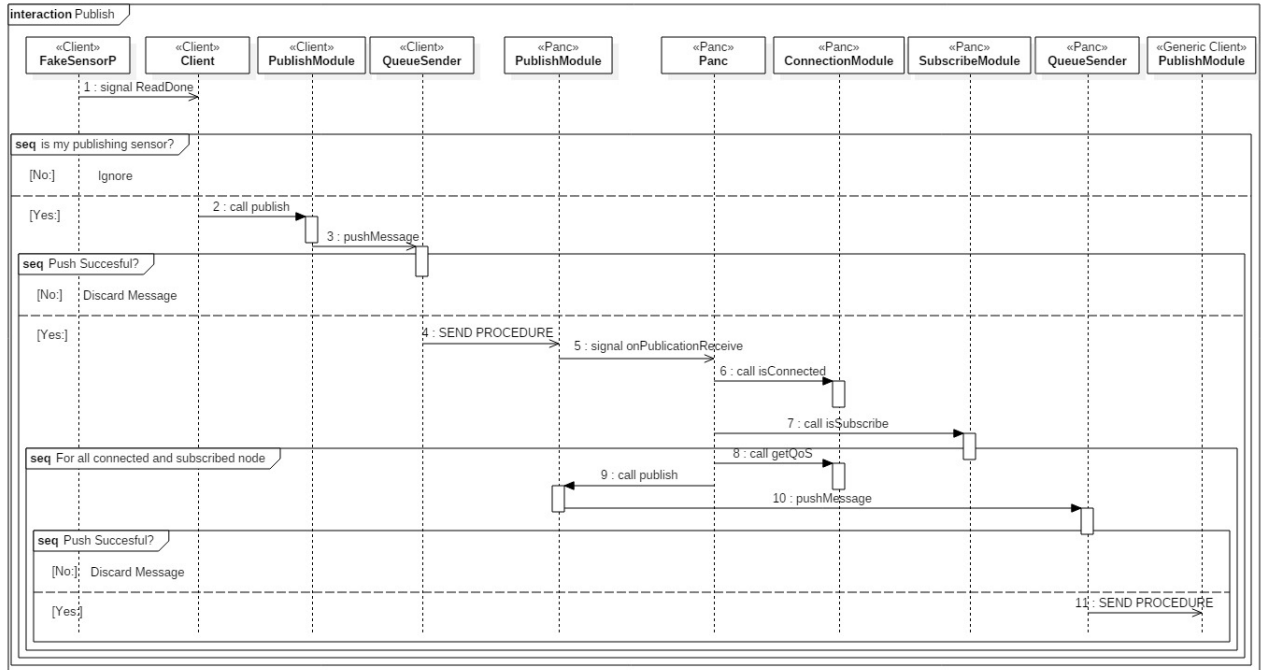 interaction Publish
«Client»
FakeSensorP
«Client»
Client
«Client»
PublishModule
«Client»
QueueSender
«Panc»
PublishModule
«Panc»
Panc
«Panc»
ConnectionModule
«Panc»
SubscribeModule
«Panc»
QueueSender
«Generic Client»
PublishModule
1 : signal ReadDone
seq is my publishing sensor?
[No:] Ignore
[Yes:]
2 : call publish
3 : pushMessage
seq Push Succesful?
[No:] Discard Message
[Yes:]
4 : SEND PROCEDURE
5 : signal onPublicationReceive
6 : call isConnected
7 : call isSubscribe
seq For all connected and subscribed node
8 : call getQoS
9 : call publish
10 : pushMessage
seq Push Succesful?
[No:] Discard Message
[Yes:]
11 : SEND PROCEDURE